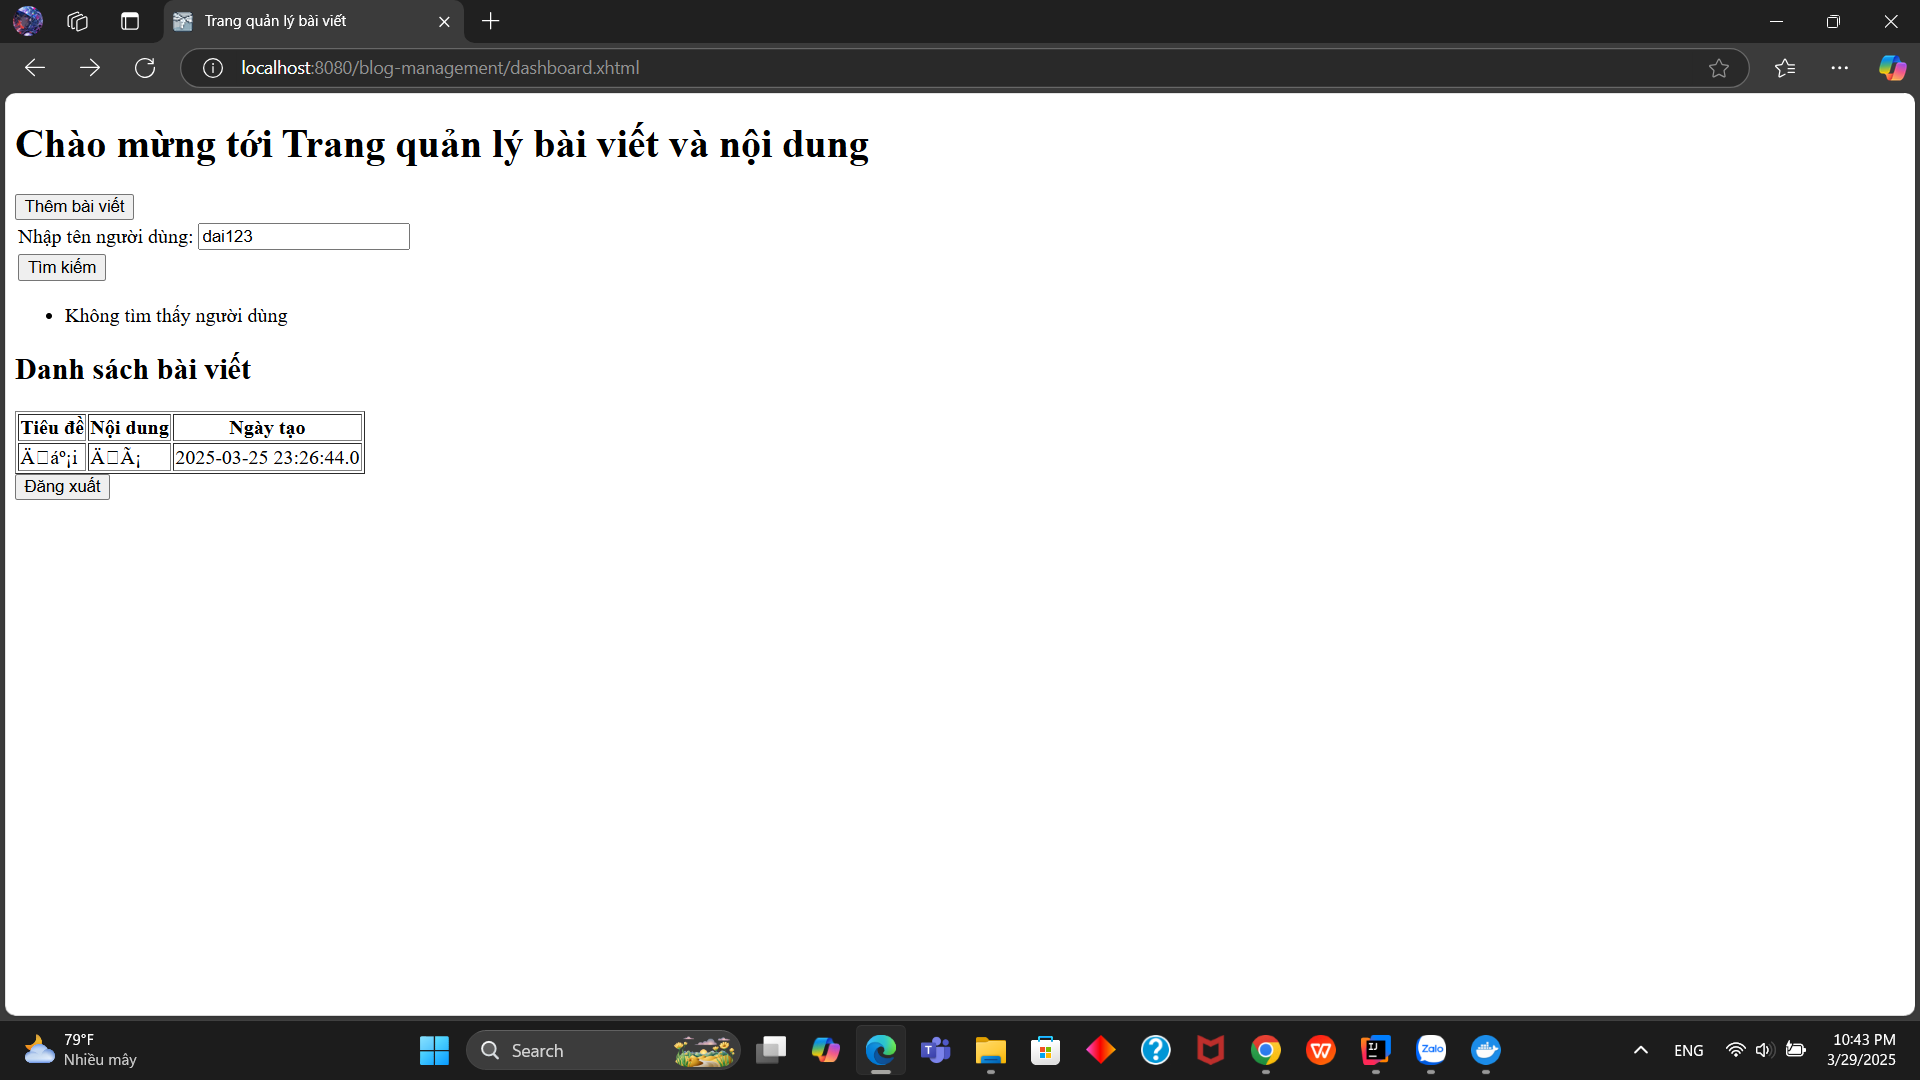 Trang quản lý bài viết
localhost:8080/blog-management/dashboard.xhtml
Chào mừng tới Trang quản lý bài viết và nội dung
Thêm bài viết
Nhập tên người dùng: dai123
Tìm kiếm
Không tìm thấy người dùng
Danh sách bài viết
Tiêu đề Nội dung Ngày tạo
Ä□áº¡i Ä□Ã¡ 2025-03-25 23:26:44.0
Đăng xuất
79°F
Nhiều mây
Search
Zalo
ENG
10:43 PM
3/29/2025